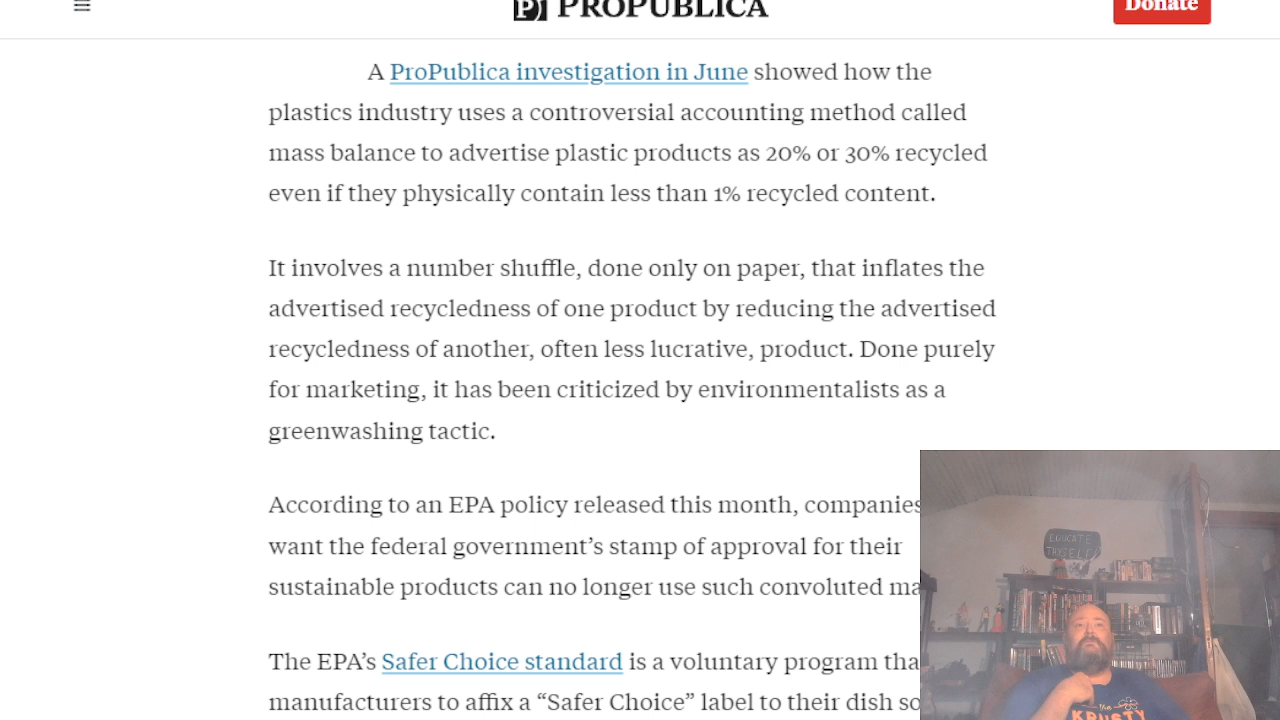 PROPUBLICA
Donate
A ProPublica investigation in June showed how the
plastics industry uses a controversial accounting method called
mass balance to advertise plastic products as 20% or 30% recycled
even if they physically contain less than 1% recycled content.
It involves a number shuffle, done only on paper, that inflates the
advertised recycledness of one product by reducing the advertised
recycledness of another, often less lucrative, product. Done purely
for marketing, it has been criticized by environmentalists as a
greenwashing tactic.
According to an EPA policy released this month, companies
want the federal government’s stamp of approval for their
sustainable products can no longer use such convoluted ma
The EPA’s Safer Choice standard is a voluntary program tha
manufacturers to affix a “Safer Choice” label to their dish so
EDUCATE
THYSELF
The
KRUSTY